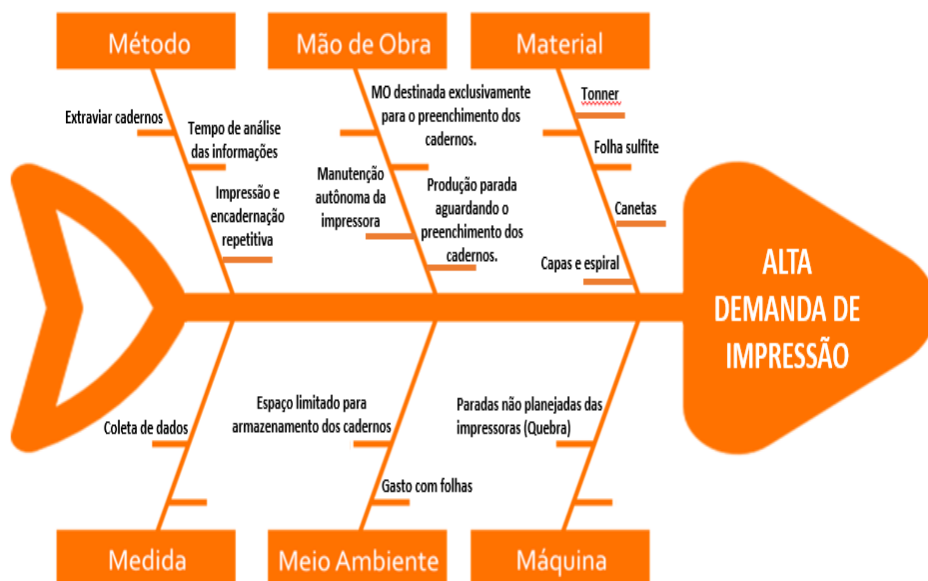 Método
Mão de Obra
Material
Extraviar cadernos
Tempo de análise
das informações
Impressão e
encadernação
repetitiva
MO destinada exclusivamente
para o preenchimento dos
cadernos.
Manutenção
autônoma da
impressora
Produção parada
aguardando o
preenchimento dos
cadernos.
Tonner
Folha sulfite
Canetas
Capas e espiral
ALTA
DEMANDA DE
IMPRESSÃO
Coleta de dados
Espaço limitado para
armazenamento dos cadernos
Gasto com folhas
Paradas não planejadas das
impressoras (Quebra)
Medida
Meio Ambiente
Máquina